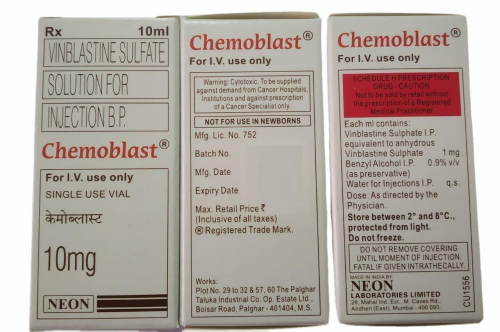 Rx 10ml
VINBLASTINE SULFATE
SOLUTION FOR
INJECTION B.P.
Chemoblast®
For I.V. use only
SINGLE USE VIAL
केमोब्लास्ट
10mg
NEON
Chemoblast®
For I.V. use only
Warning: Cytotoxic. To be supplied
against demand from Cancer Hospitals,
Institutions and against prescription
of a Cancer Specialist only.
NOT FOR USE IN NEWBORNS
Mfg. Lic. No. 752
Batch No.
Mfg. Date
Expiry Date
Max. Retail Price ₹
(Inclusive of all taxes)
® Registered Trade Mark.
Works:
Plot No. 29 to 32 & 57, 60 The Palghar
Taluka Industrial Co. Op. Estate Ltd.,
Boisar Road, Palghar - 401404, M.S.
Chemoblast®
For I.V. use only
SCHEDULE H PRESCRIPTION
DRUG - CAUTION
Not to be sold by retail without
the prescription of a Registered
Medical Practitioner.
Each ml contains:
Vinblastine Sulphate I.P.
equivalent to anhydrous
Vinblastine Sulphate 1 mg
Benzyl Alcohol I.P. 0.9% v/v
(as preservative)
Water for Injections I.P. q.s.
Dose: As directed by the
Physician.
Store between 2° and 8°C.,
protected from light.
Do not freeze.
DO NOT REMOVE COVERING
UNTIL MOMENT OF INJECTION.
FATAL IF GIVEN INTRATHECALLY.
MADE IN INDIA BY:
NEON
LABORATORIES LIMITED
28, Mahal Ind. Est., M. Caves Rd.,
Andheri (East), Mumbai - 400 093.
CU1556